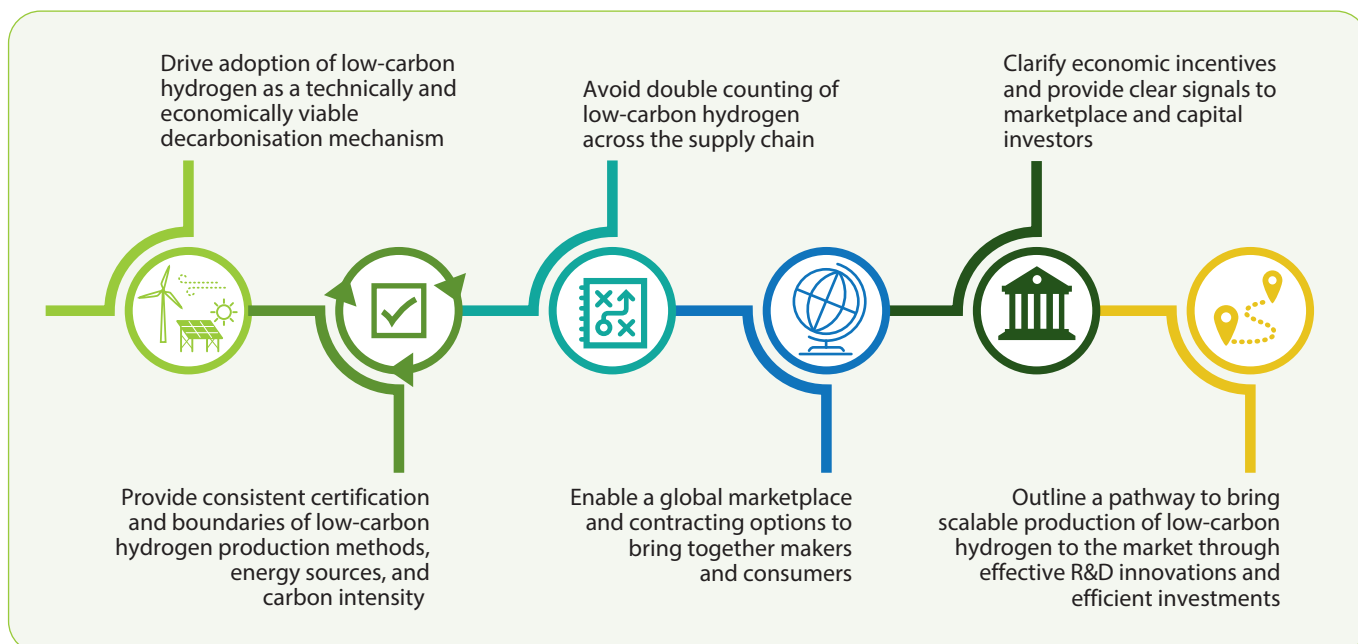 Drive adoption of low-carbon
hydrogen as a technically and
economically viable
decarbonisation mechanism
Provide consistent certification
and boundaries of low-carbon
hydrogen production methods,
energy sources, and
carbon intensity
Avoid double counting of
low-carbon hydrogen
across the supply chain
Enable a global marketplace
and contracting options to
bring together makers
and consumers
Clarify economic incentives
and provide clear signals to
marketplace and capital
investors
Outline a pathway to bring
scalable production of low-carbon
hydrogen to the market through
effective R&D innovations and
efficient investments